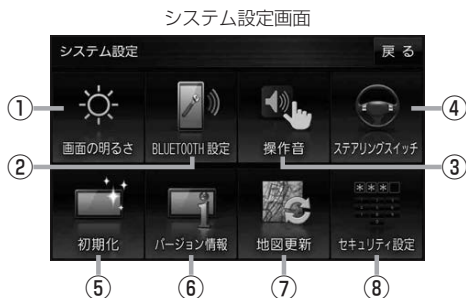 システム設定画面
システム設定 戻る
① ④
画面の明るさ BLUETOOTH 設定 操作音 ステアリングスイッチ
② ③
＊＊＊
初期化 バージョン情報 地図更新 セキュリティ設定
⑤ ⑥ ⑦ ⑧